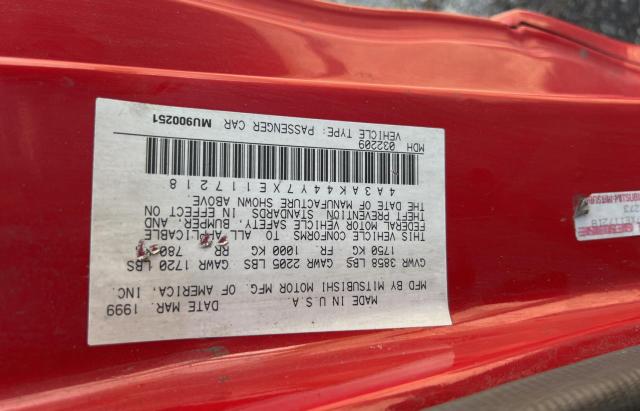 MADE IN U.S.A
DATE MAR. 1999
MFD BY MITSUBISHI MOTOR MFG. OF AMERICA, INC.
GVWR 3858 LBS GAWR 2205 LBS GAWR 1720 LBS
1750 KG FR: 1000 KG RR 780
THIS VEHICLE CONFORMS TO ALL APPLICABLE
FEDERAL MOTOR VEHICLE SAFETY, BUMPER, AND
THEFT PREVENTION STANDARDS IN EFFECT ON
THE DATE OF MANUFACTURE SHOWN ABOVE.
4A3AK44Y7XE117218
MDH 032209
VEHICLE TYPE: PASSENGER CAR MU900251